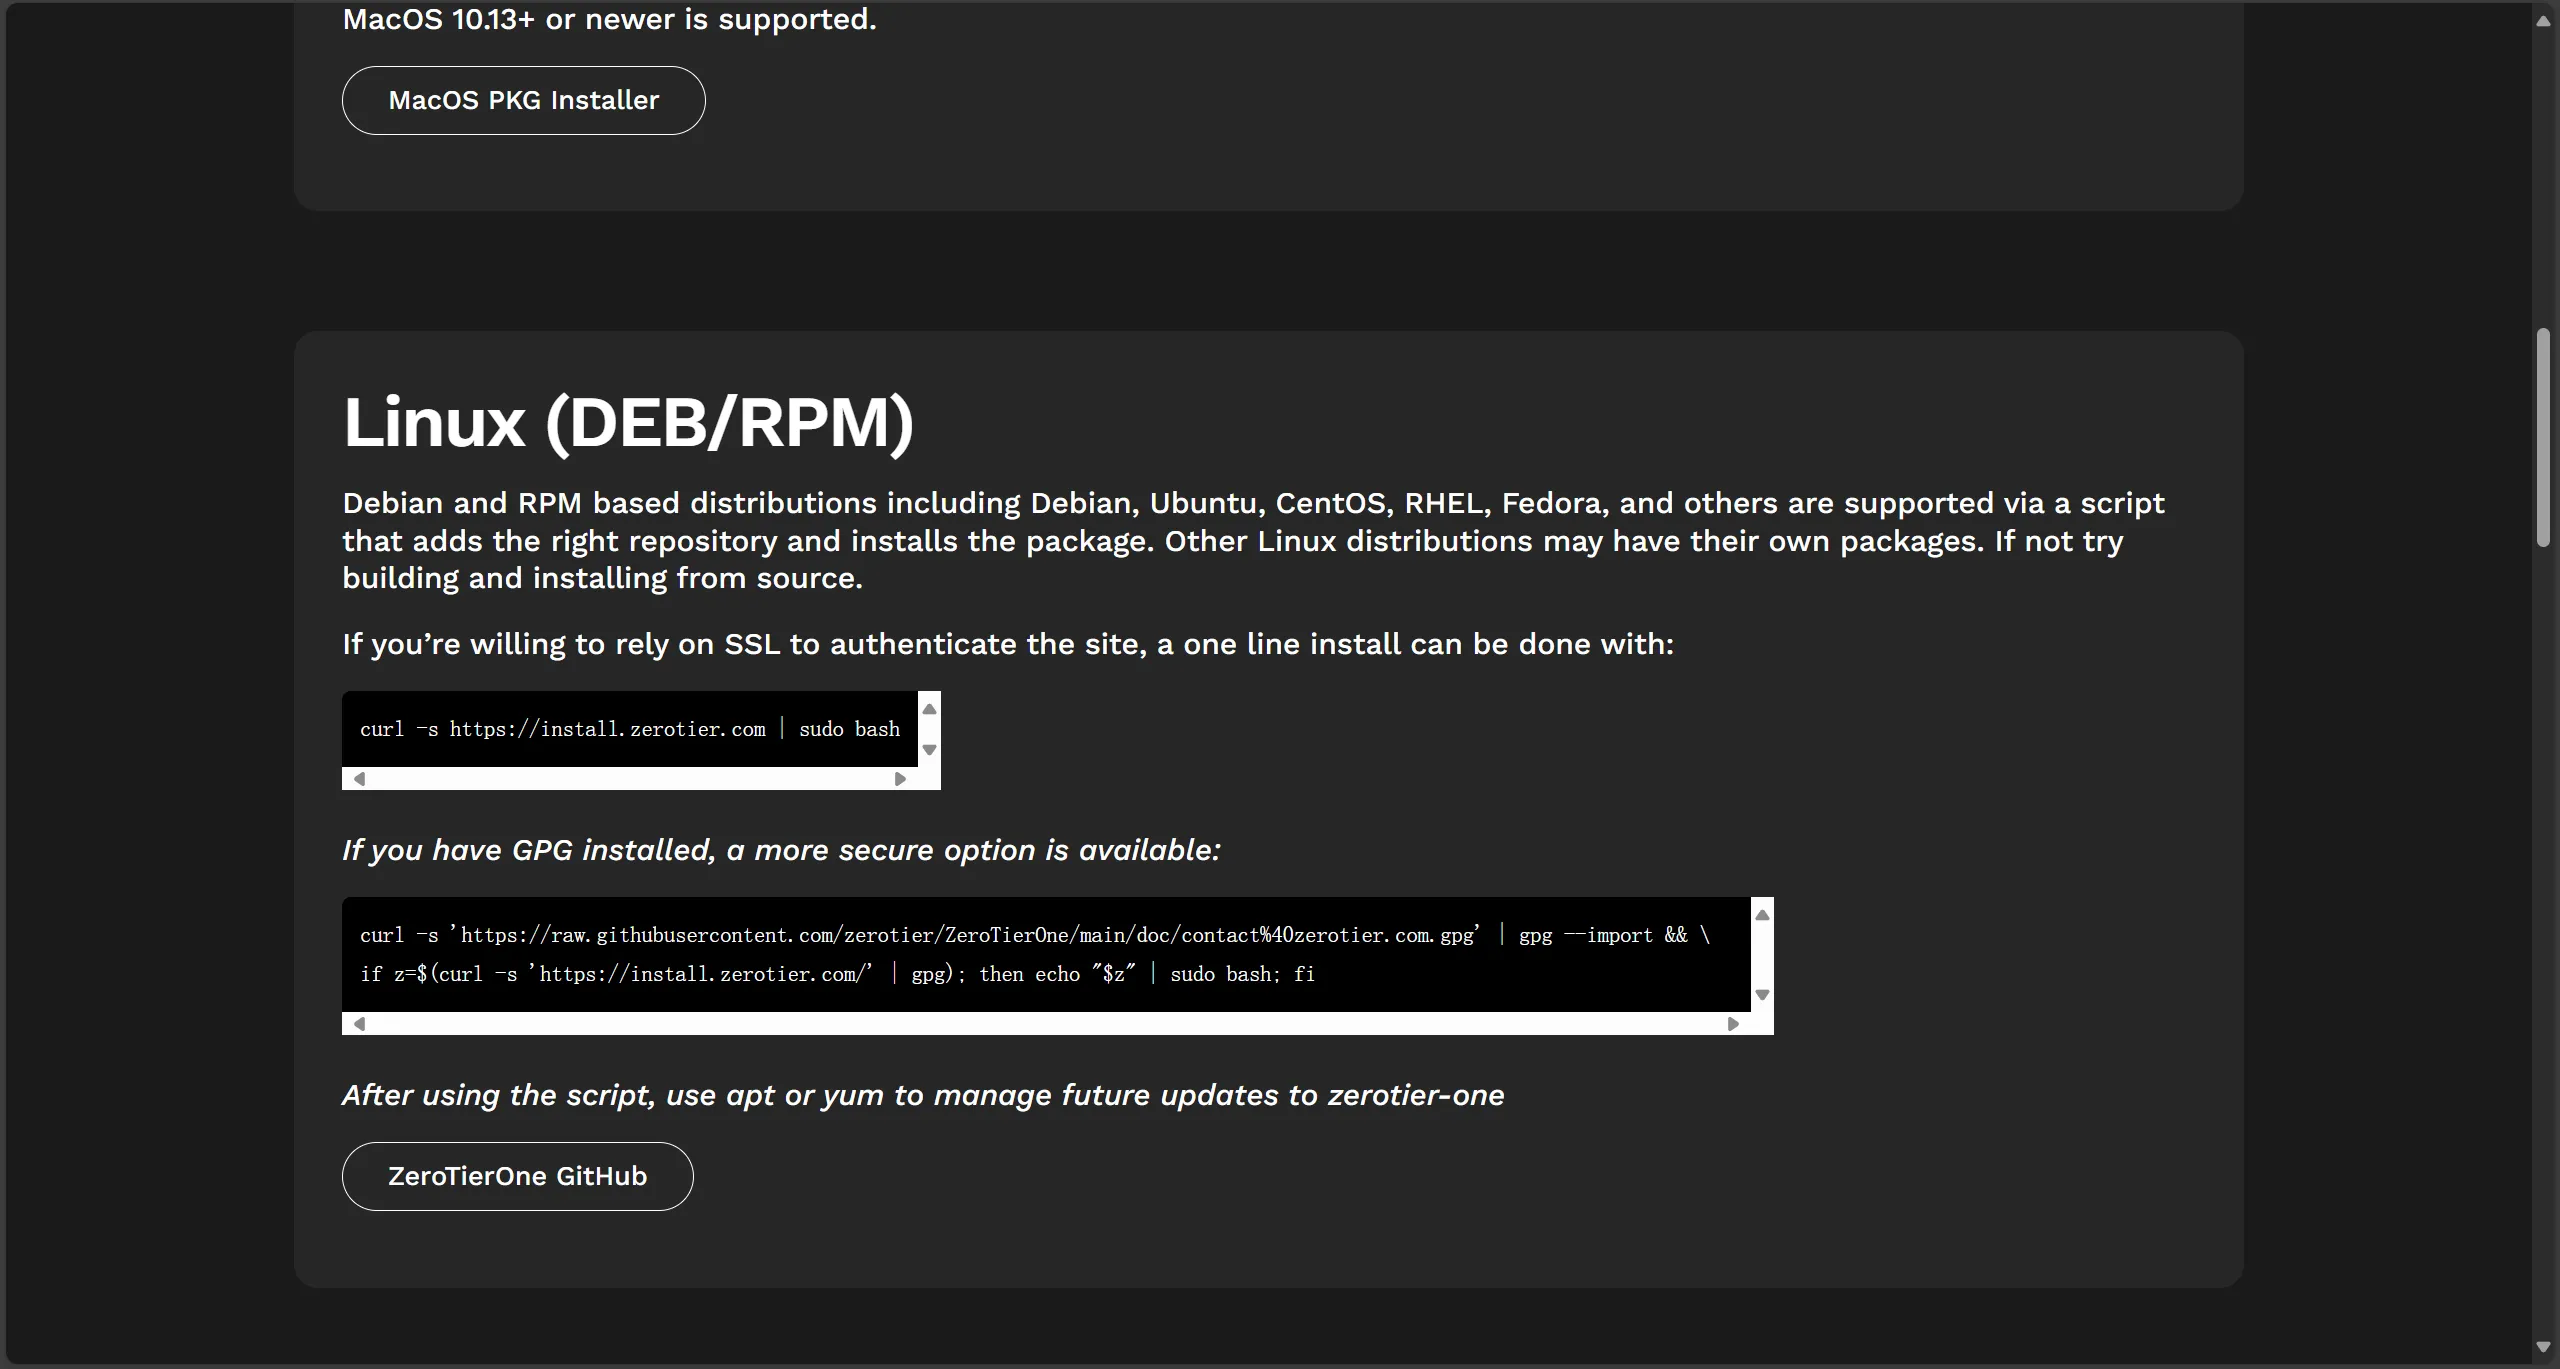 MacOS 10.13+ or newer is supported.
MacOS PKG Installer
Linux (DEB/RPM)
Debian and RPM based distributions including Debian, Ubuntu, CentOS, RHEL, Fedora, and others are supported via a script
that adds the right repository and installs the package. Other Linux distributions may have their own packages. If not try
building and installing from source.
If you’re willing to rely on SSL to authenticate the site, a one line install can be done with:
curl -s https://install.zerotier.com | sudo bash
If you have GPG installed, a more secure option is available:
curl -s 'https://raw.githubusercontent.com/zerotier/ZeroTierOne/main/doc/contact%40zerotier.com.gpg' | gpg --import && \
if z=$(curl -s 'https://install.zerotier.com/' | gpg); then echo "$z" | sudo bash; fi
After using the script, use apt or yum to manage future updates to zerotier-one
ZeroTierOne GitHub